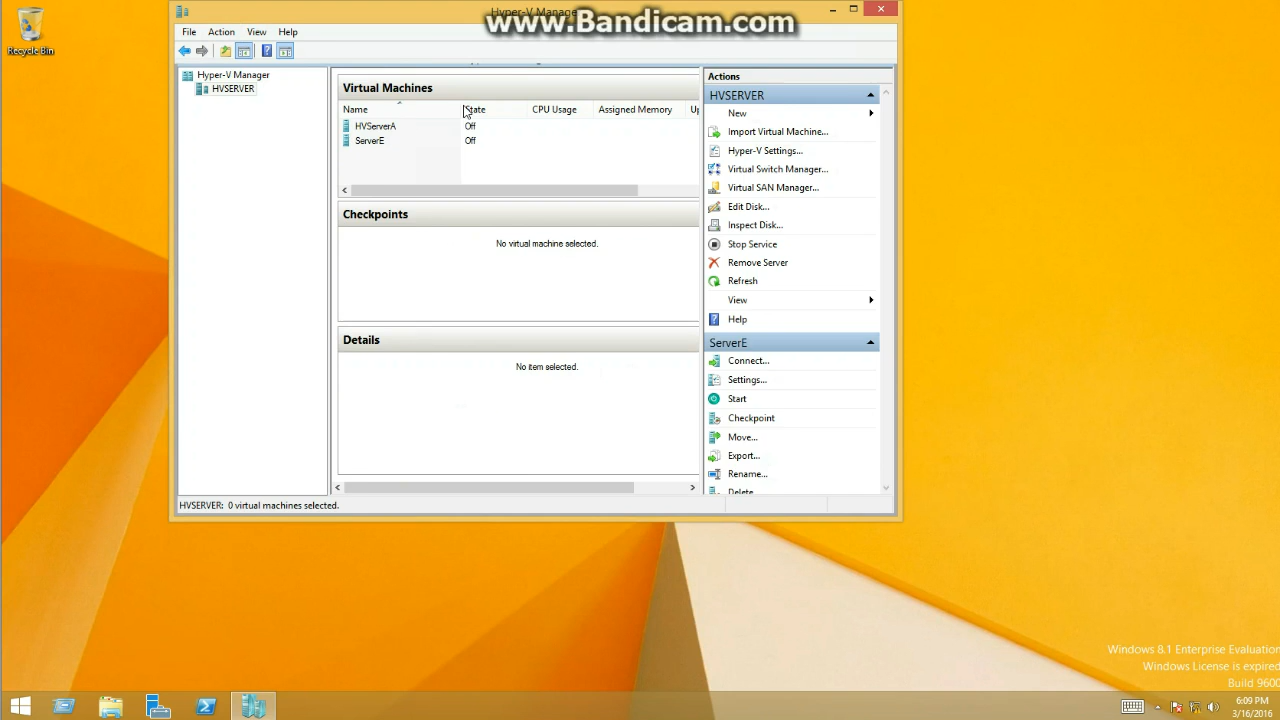 Recycle Bin
Hyper-V Manager
www.Bandicam.com
File Action View Help
Hyper-V Manager
HVSERVER
Virtual Machines
Name State CPU Usage Assigned Memory Up
HVServerA Off
ServerE Off
Checkpoints
No virtual machine selected.
Details
No item selected.
Actions
HVSERVER
New
Import Virtual Machine...
Hyper-V Settings...
Virtual Switch Manager...
Virtual SAN Manager...
Edit Disk...
Inspect Disk...
Stop Service
Remove Server
Refresh
View
Help
ServerE
Connect...
Settings...
Start
Checkpoint
Move...
Export...
Rename...
Delete...
HVSERVER: 0 virtual machines selected.
Windows 8.1 Enterprise Evaluation
Windows License is expired
Build 9600
6:09 PM
3/16/2016